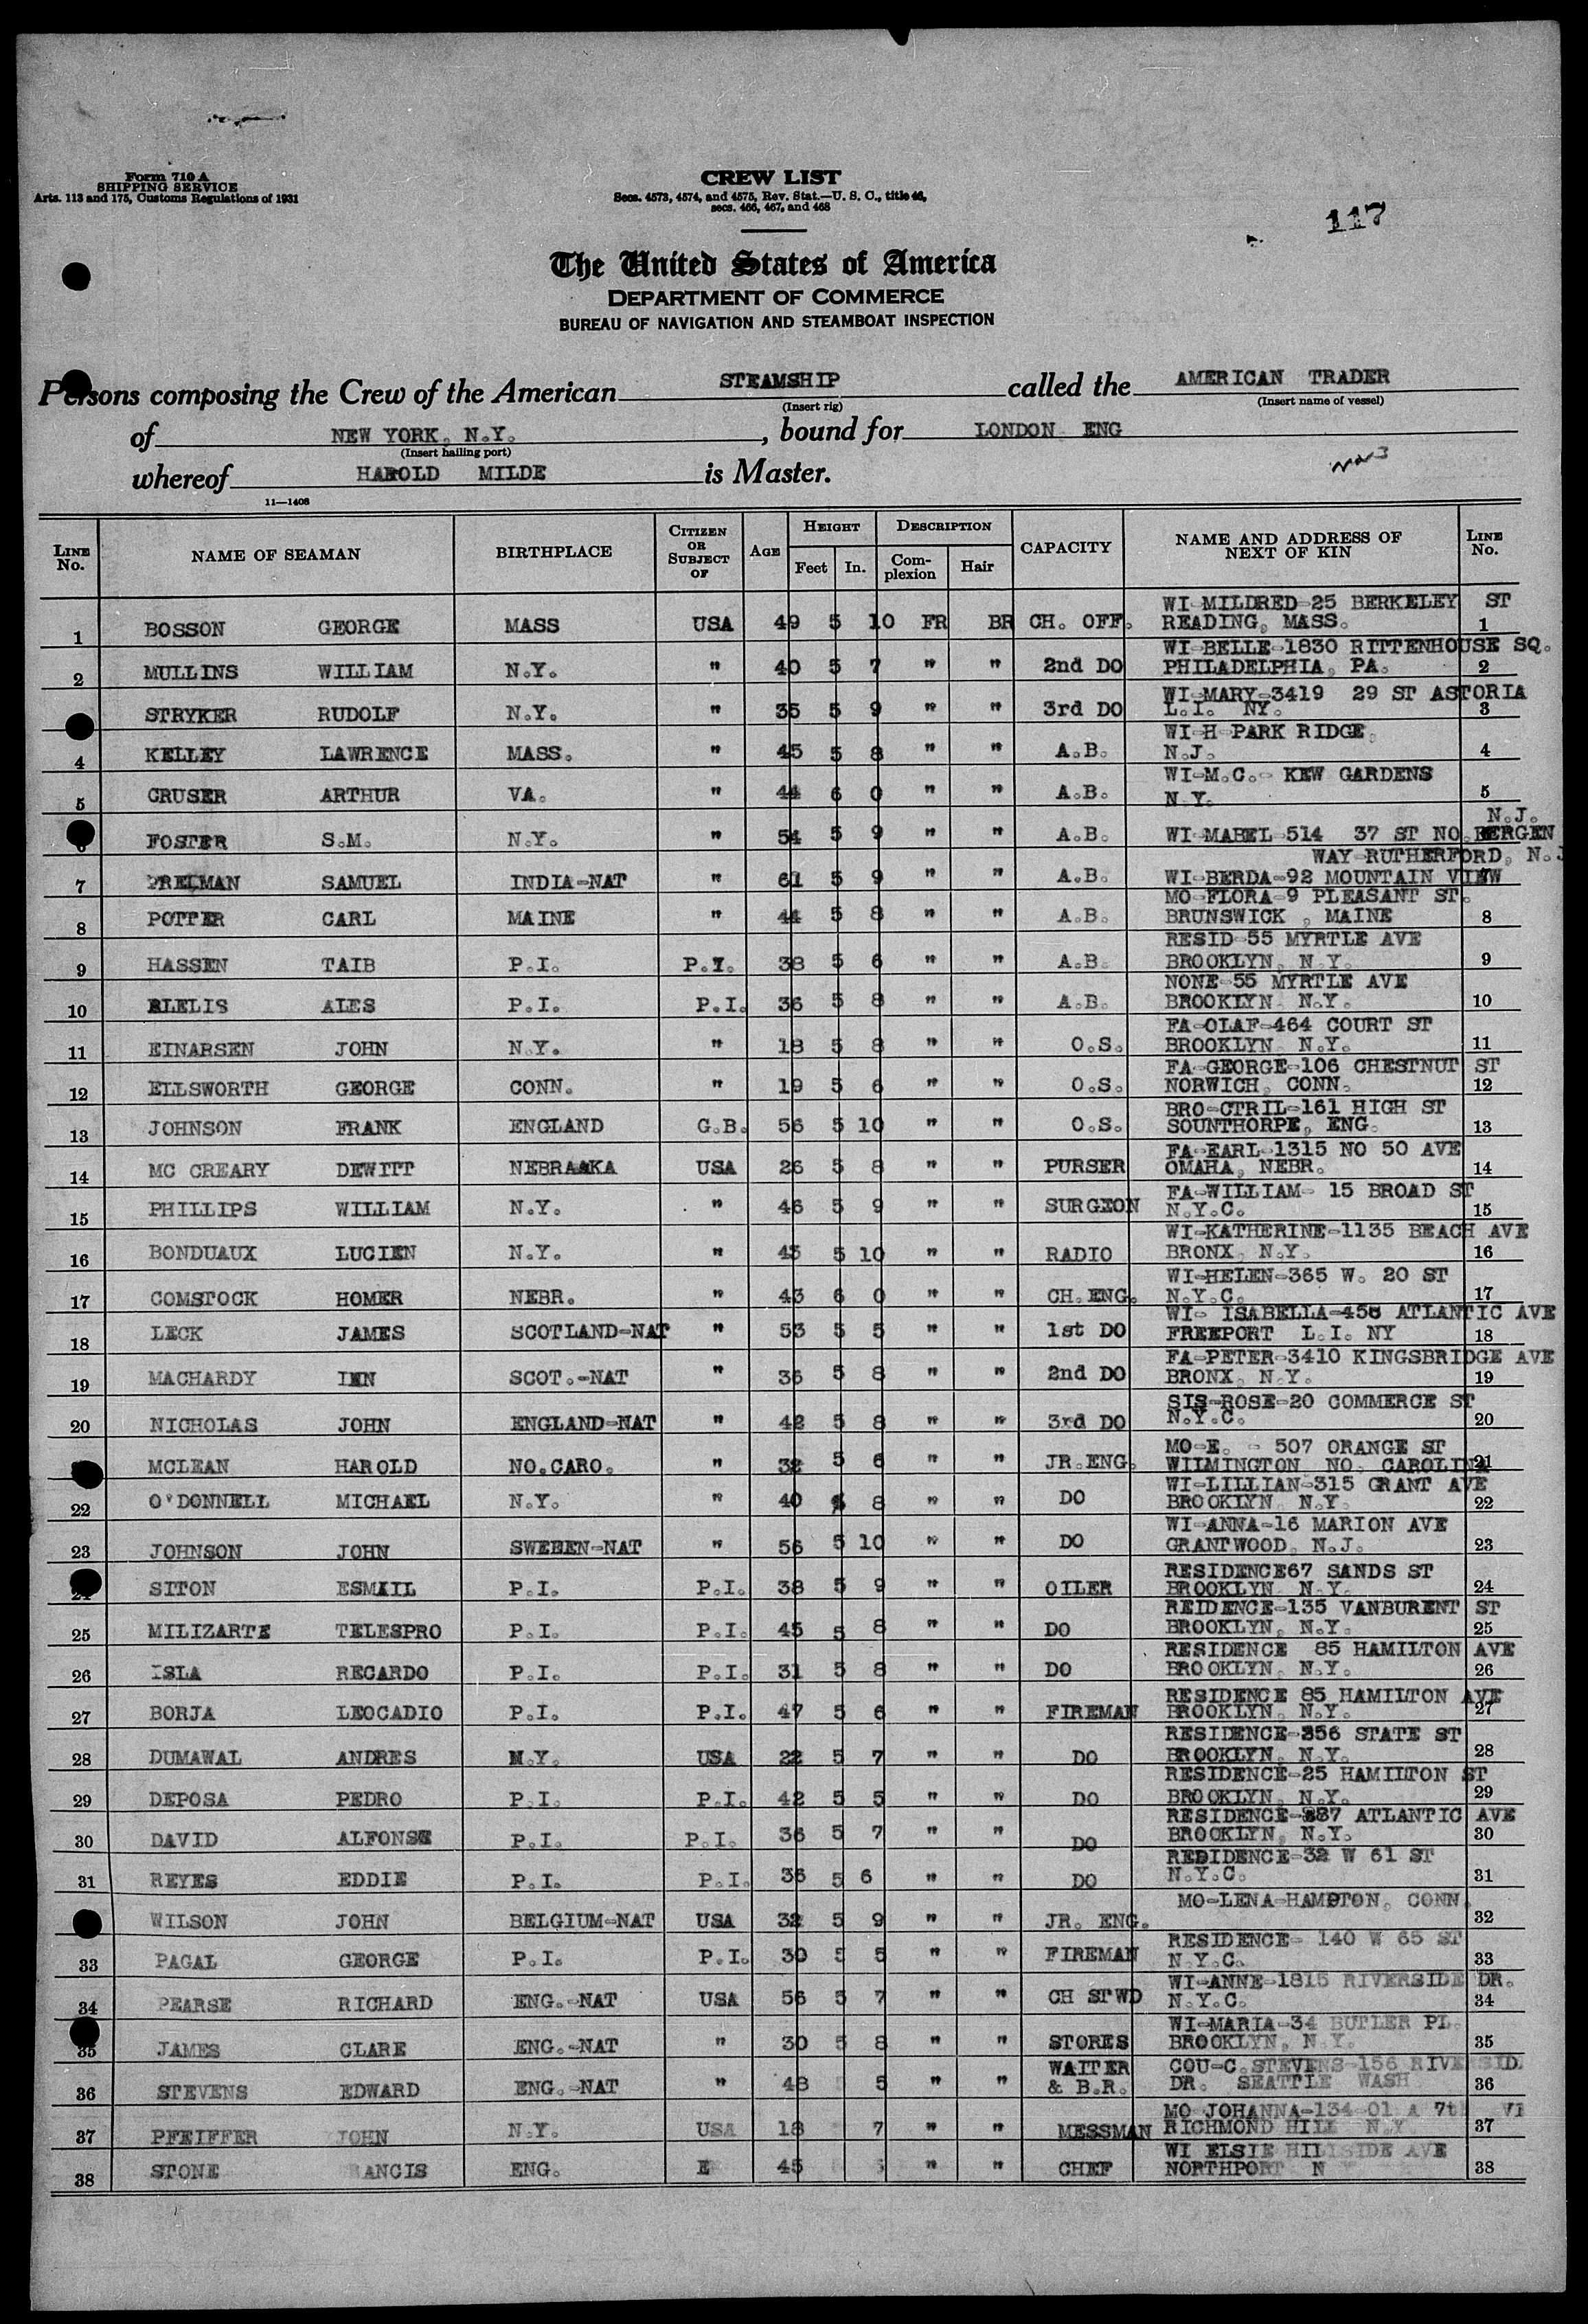 Form 710 A
SHIPPING SERVICE
Arts. 113 and 175, Customs Regulations of 1931
CREW LIST
Secs. 4573, 4574, and 4575, Rev. Stat.—U. S. C., title 46,
secs. 466, 467, and 468
117
The United States of America
DEPARTMENT OF COMMERCE
BUREAU OF NAVIGATION AND STEAMBOAT INSPECTION
Persons composing the Crew of the American STEAMSHIP called the AMERICAN TRADER
(Insert rig) (Insert name of vessel)
of NEW YORK, N.Y., bound for LONDON ENG
(Insert hailing port)
whereof HAROLD MILDE is Master.
11—1408
LINE No. NAME OF SEAMAN BIRTHPLACE CITIZEN OR SUBJECT OF AGE HEIGHT Feet In. DESCRIPTION Complexion Hair CAPACITY NAME AND ADDRESS OF NEXT OF KIN LINE No.
WI-MILDRED-25 BERKELEY ST
1 BOSSON GEORGE MASS USA 49 5 10 FR BR CH. OFF. READING, MASS. 1
WI-BELLE-1830 RITTENHOUSE SQ.
2 MULLINS WILLIAM N.Y. " 40 5 7 " " 2nd DO PHILADELPHIA, PA. 2
WI-MARY-3419 29 ST ASTORIA
STRYKER RUDOLF N.Y. " 35 5 9 " " 3rd DO L.I. NY. 3
WI-H-PARK RIDGE,
4 KELLEY LAWRENCE MASS. " 45 5 8 " " A.B. N.J. 4
WI-M.C.- KEW GARDENS
5 GRUSER ARTHUR VA. " 44 6 0 " " A.B. N.Y. 5
N.J.
FOSTER S.M. N.Y. " 54 5 9 " " A.B. WI-MABEL-514 37 ST NO.BERGEN
WAY-RUTHERFORD, N.J
7 PRELMAN SAMUEL INDIA-NAT " 61 5 9 " " A.B. WI-BERDA-92 MOUNTAIN VIEW
MO-FLORA-9 PLEASANT ST.
8 POTTER CARL MAINE " 44 5 8 " " A.B. BRUNSWICK , MAINE 8
RESID-55 MYRTLE AVE
9 HASSEN TAIB P.I. P.I. 38 5 6 " " A.B. BROOKLYN, N.Y. 9
NONE-55 MYRTLE AVE
10 ALELIS ALES P.I. P.I. 36 5 8 " " A.B. BROOKLYN N.Y. 10
FA-OLAF-464 COURT ST
11 EINARSEN JOHN N.Y. " 18 5 8 " " O.S. BROOKLYN N.Y. 11
FA-GEORGE-106 CHESTNUT ST
12 ELLSWORTH GEORGE CONN. " 19 5 6 " " O.S. NORWICH, CONN. 12
BRO-CTRIL-161 HIGH ST
13 JOHNSON FRANK ENGLAND G.B. 56 5 10 " " O.S. SOUNTHORPE, ENG. 13
FA-EARL-1315 NO 50 AVE
14 MC CREARY DEWITT NEBRAAKA USA 26 5 8 " " PURSER OMAHA, NEBR. 14
FA-WILLIAM- 15 BROAD ST
15 PHILLIPS WILLIAM N.Y. " 46 5 9 " " SURGEON N.Y.C. 15
WI-KATHERINE-1135 BEACH AVE
16 BONDUAUX LUCIEN N.Y. " 43 5 10 " " RADIO BRONX, N.Y. 16
WI-HELEN-365 W. 20 ST
17 COMSTOCK HOMER NEBR. " 43 6 0 " " CH.ENG. N.Y.C. 17
WI- ISABELLA-456 ATLANTIC AVE
18 LECK JAMES SCOTLAND-NAT " 53 5 5 " " 1st DO FREEPORT L.I. NY 18
FA-PETER-3410 KINGSBRIDGE AVE
19 MACHARDY IAN SCOT.-NAT " 36 5 8 " " 2nd DO BRONX, N.Y. 19
SIS-ROSE-20 COMMERCE ST
20 NICHOLAS JOHN ENGLAND-NAT " 42 5 8 " " 3rd DO N.Y.C. 20
MO-E. - 507 ORANGE ST
MCLEAN HAROLD NO.CARO. " 32 5 6 " " JR.ENG. WILMINGTON NO. CAROLINA 21
WI-LILLIAN-315 GRANT AVE
22 O'DONNELL MICHAEL N.Y. " 40 5 8 " " DO BROOKLYN, N.Y. 22
WI-ANNA-16 MARION AVE
23 JOHNSON JOHN SWEBEN-NAT " 56 5 10 " " DO GRANTWOOD, N.J. 23
RESIDENCE67 SANDS ST
SITON ESMAIL P.I. P.I. 38 5 9 " " OILER BROOKLYN N.Y. 24
REIDENCE-135 VANBURENT ST
25 MILIZARTE TELESPRO P.I. P.I. 45 5 8 " " DO BROOKLYN, N.Y. 25
RESIDENCE 85 HAMILTON AVE
26 ISLA RECARDO P.I. P.I. 31 5 8 " " DO BROOKLYN, N.Y. 26
RESIDENCE 85 HAMILTON AVE
27 BORJA LEOCADIO P.I. P.I. 47 5 6 " " FIREMAN BROOKLYN, N.Y. 27
RESIDENCE-356 STATE ST
28 DUMAWAL ANDRES N.Y. USA 22 5 7 " " DO BROOKLYN, N.Y. 28
RESIDENCE-25 HAMILTON ST
29 DEPOSA PEDRO P.I. P.I. 42 5 5 " " DO BROOKLYN, N.Y. 29
RESIDENCE-387 ATLANTIC AVE
30 DAVID ALFONSE P.I. P.I. 36 5 7 " " DO BROOKLYN, N.Y. 30
REDIDENCE-32 W 61 ST
31 REYES EDDIE P.I. P.I. 36 5 6 " " DO N.Y.C. 31
MO-LENA-HAMPTON, CONN.
WILSON JOHN BELGIUM-NAT USA 32 5 9 " " JR. ENG. 32
RESIDENCE- 140 W 65 ST
33 PAGAL GEORGE P.I. P.I. 30 5 5 " " FIREMAN N.Y.C. 33
WI-ANNE-1815 RIVERSIDE DR.
34 PEARSE RICHARD ENG.-NAT USA 56 5 7 " " CH STWD N.Y.C. 34
WI-MARIA-34 BUTLER PL.
35 JAMES CLARE ENG.-NAT " 30 5 8 " " STORES BROOKLYN, N.Y. 35
WAITER COU-C.STEVENS-156 RIVERSID
36 STEVENS EDWARD ENG.-NAT " 48 5 " " & B.R. DR. SEATTLE WASH 36
MO JOHANNA-134-01 A 7t
37 PFEIFFER JOHN N.Y. USA 18 7 " " MESSMAN RICHMOND HILL N.Y. 37
WI ELSIE HILLSIDE AVE
38 STONE ANCIS ENG. 45 " " CHEF NORTHPORT N 38